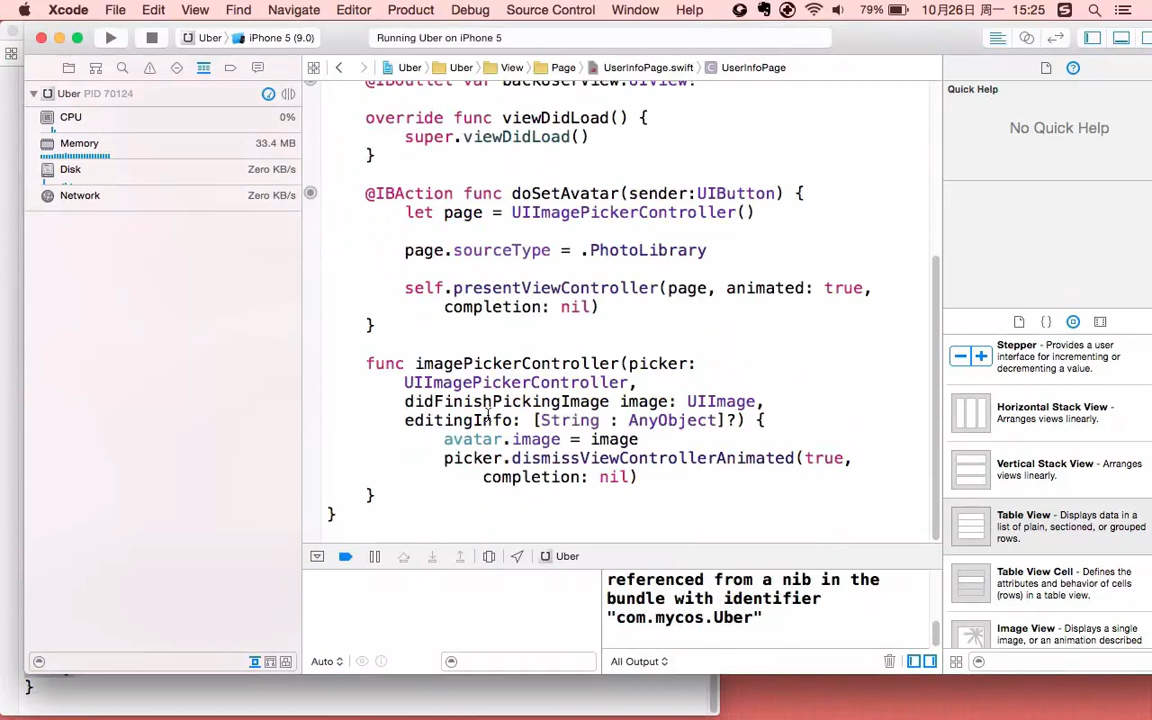 Xcode File Edit View Find Navigate Editor Product Debug Source Control Window Help 79% 10月26日 周一 15:25
Uber iPhone 5 (9.0) Running Uber on iPhone 5
Uber Uber View Page UserInfoPage.swift UserInfoPage
Uber PID 70124
CPU 0%
Memory 33.4 MB
Disk Zero KB/s
Network Zero KB/s
@IBOutlet var backUserView:UIView!
override func viewDidLoad() {
super.viewDidLoad()
}
@IBAction func doSetAvatar(sender:UIButton) {
let page = UIImagePickerController()
page.sourceType = .PhotoLibrary
self.presentViewController(page, animated: true,
completion: nil)
}
func imagePickerController(picker:
UIImagePickerController,
didFinishPickingImage image: UIImage,
editingInfo: [String : AnyObject]?) {
avatar.image = image
picker.dismissViewControllerAnimated(true,
completion: nil)
}
}
Uber
referenced from a nib in the
bundle with identifier
"com.mycos.Uber"
Auto
All Output
Quick Help
No Quick Help
Stepper - Provides a user
interface for incrementing or
decrementing a value.
Horizontal Stack View -
Arranges views linearly.
Vertical Stack View - Arranges
views linearly.
Table View - Displays data in a
list of plain, sectioned, or grouped
rows.
Table View Cell - Defines the
attributes and behavior of cells
(rows) in a table view.
Image View - Displays a single
image, or an animation described
}